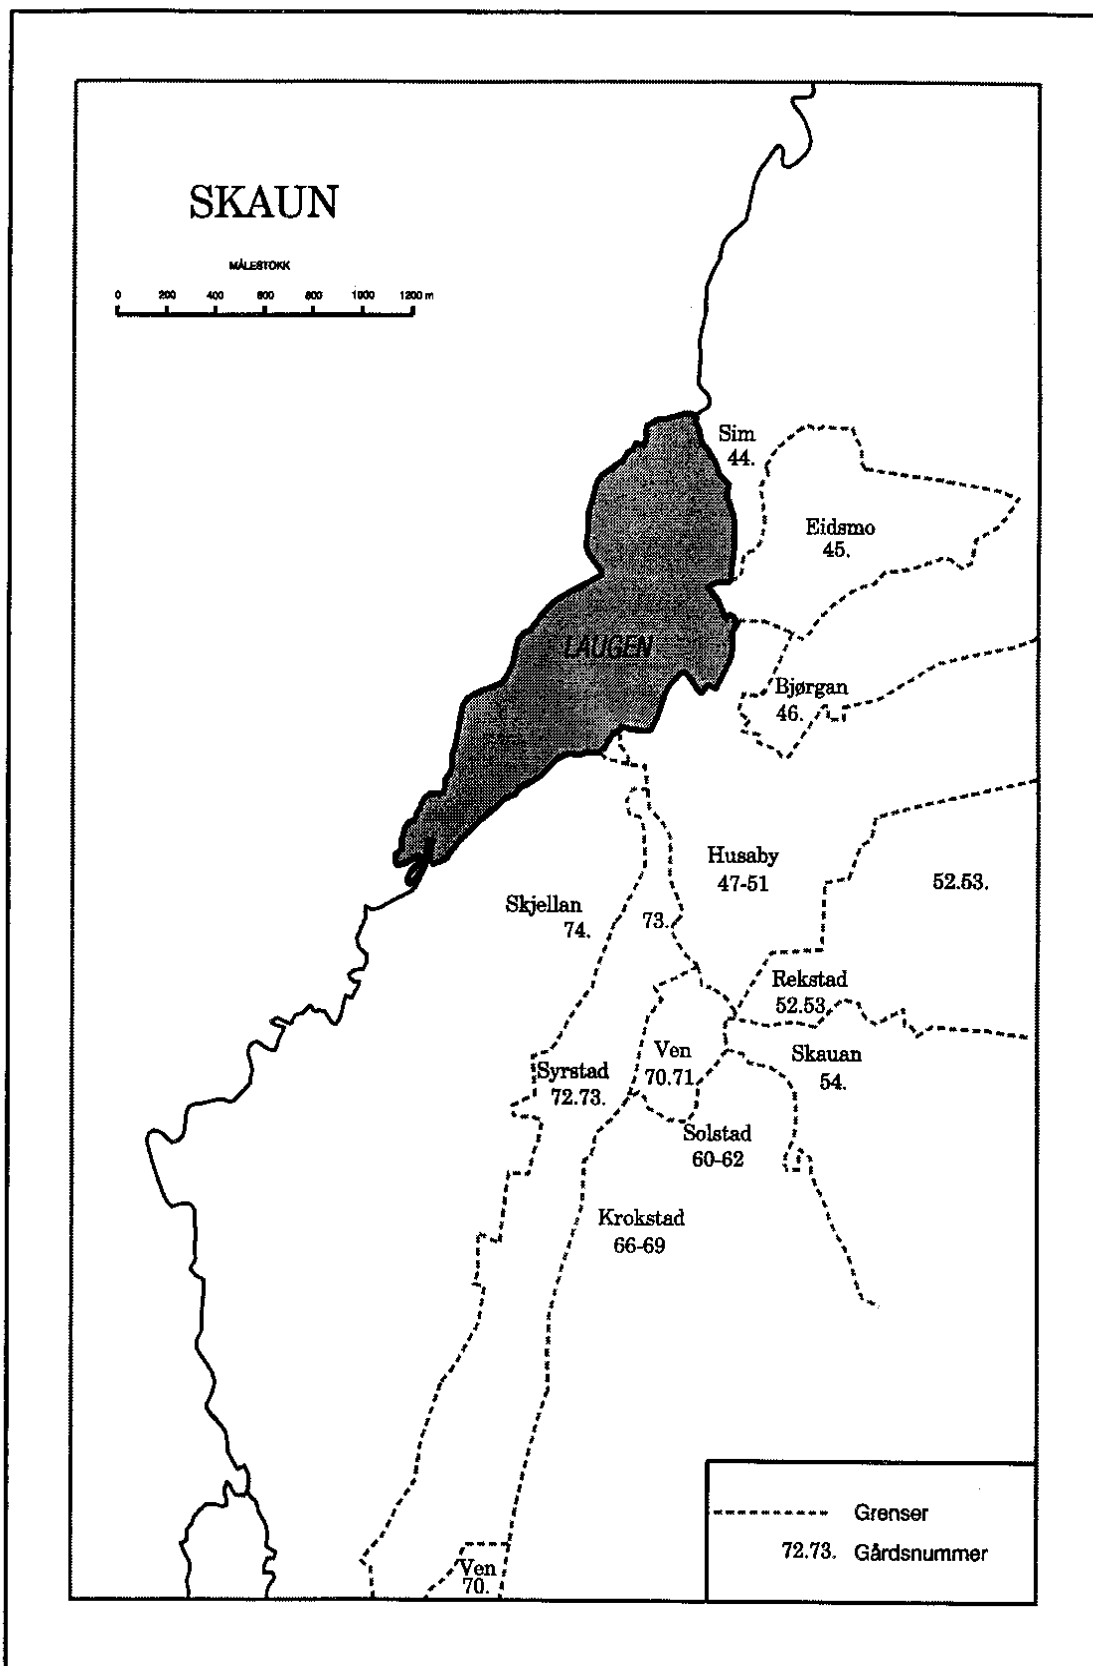 SKAUN
MÅLESTOKK
0 200 400 600 800 1000 1200 m
Sim
44.
Eidsmo
45.
LAUGEN
Bjørgan
46.
Husaby
47-51
52.53.
Skjellan
74.
73.
Rekstad
52.53.
Ven
70.71
Skauan
54.
Syrstad
72.73.
Solstad
60-62
Krokstad
66-69
Ven
70.
Grenser
72.73. Gårdsnummer